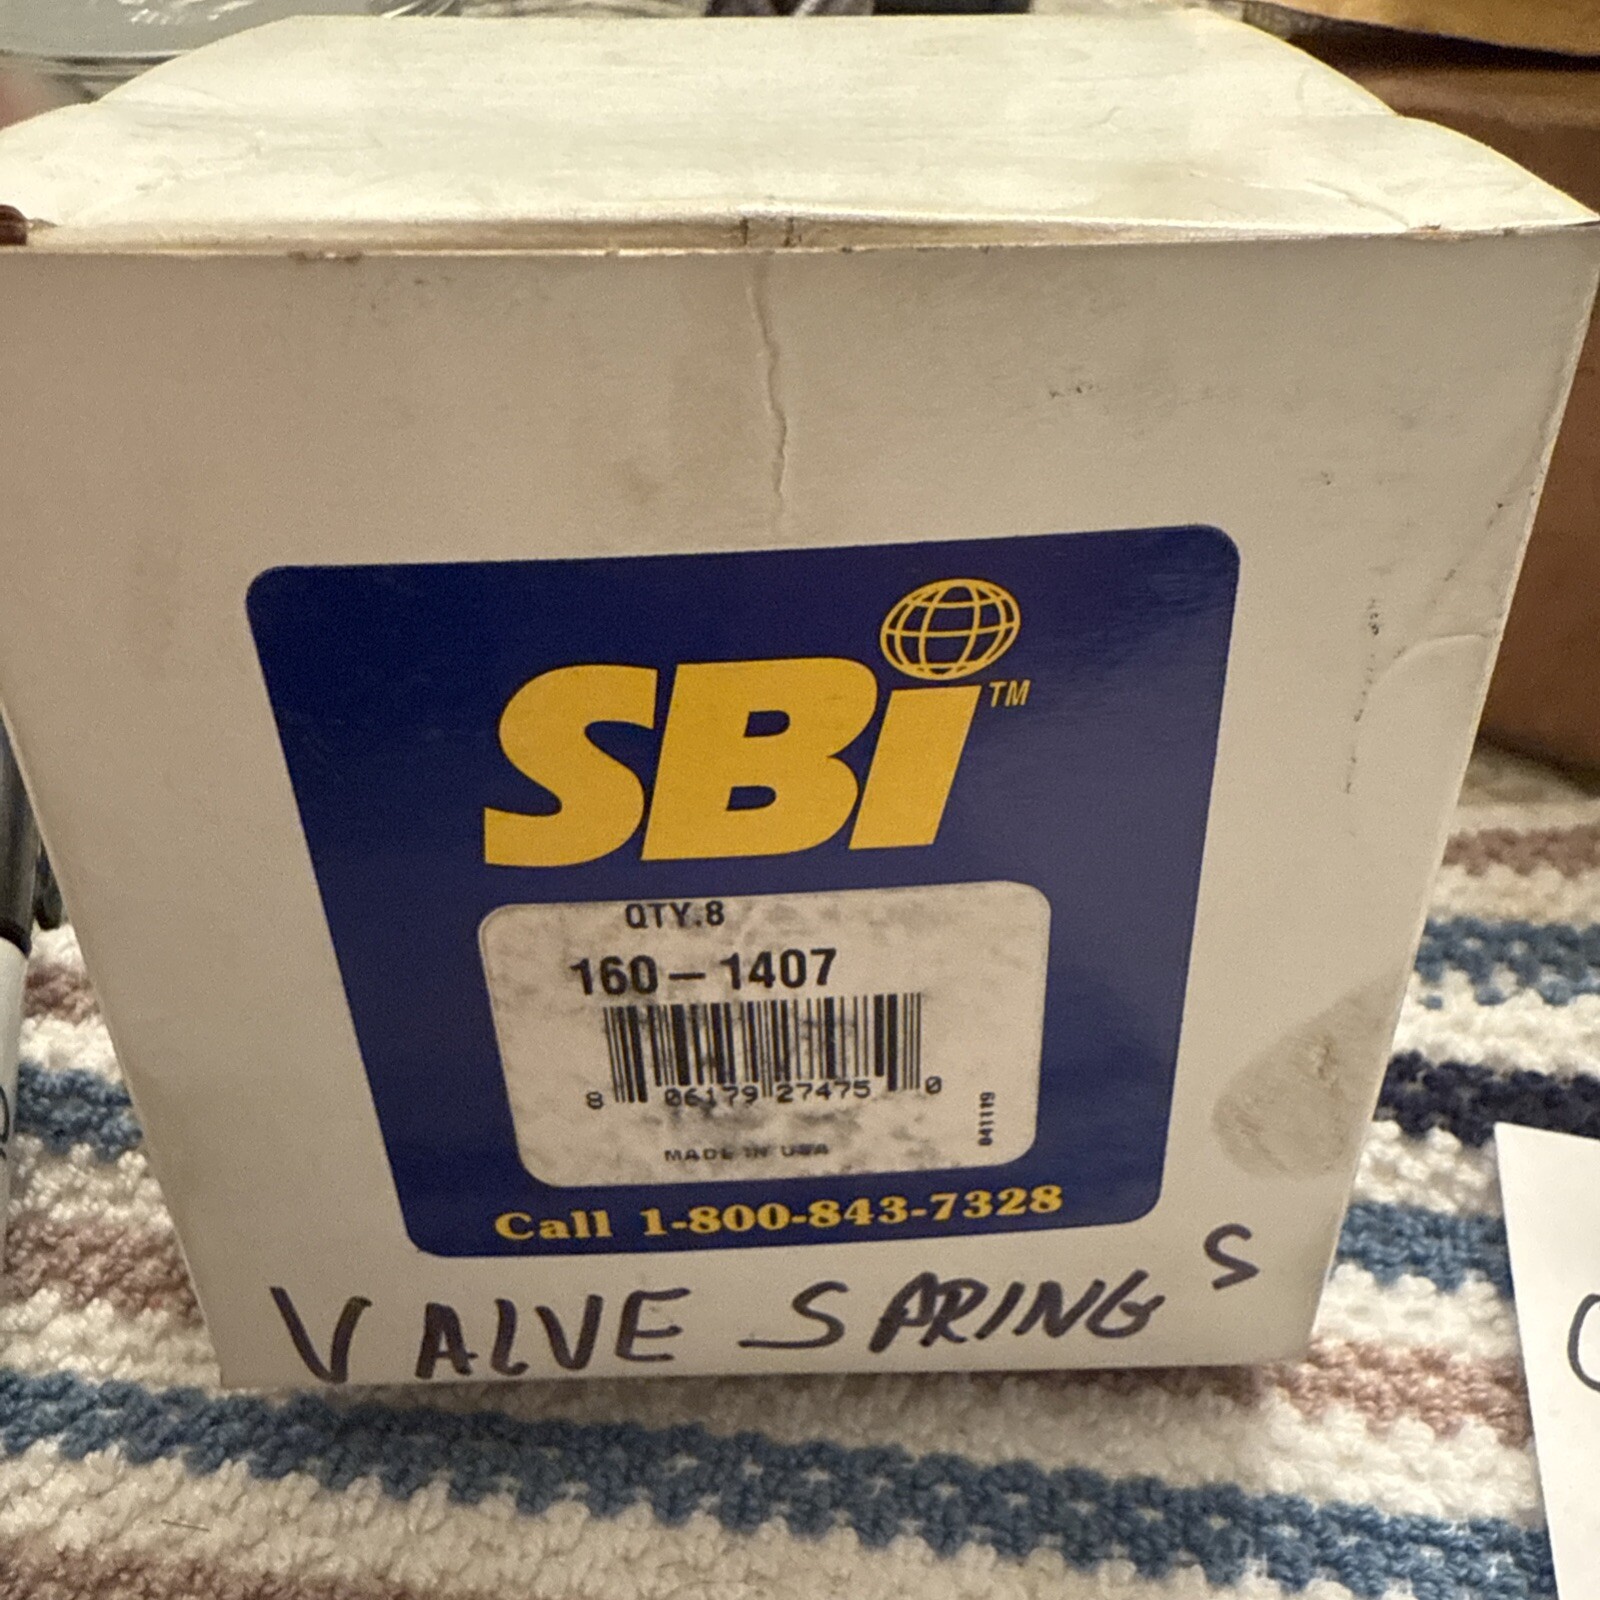 SBi™
QTY.8
160-1407
8 06179 27475 0
041119
MADE IN USA
Call 1-800-843-7328
VALVE SPRINGS